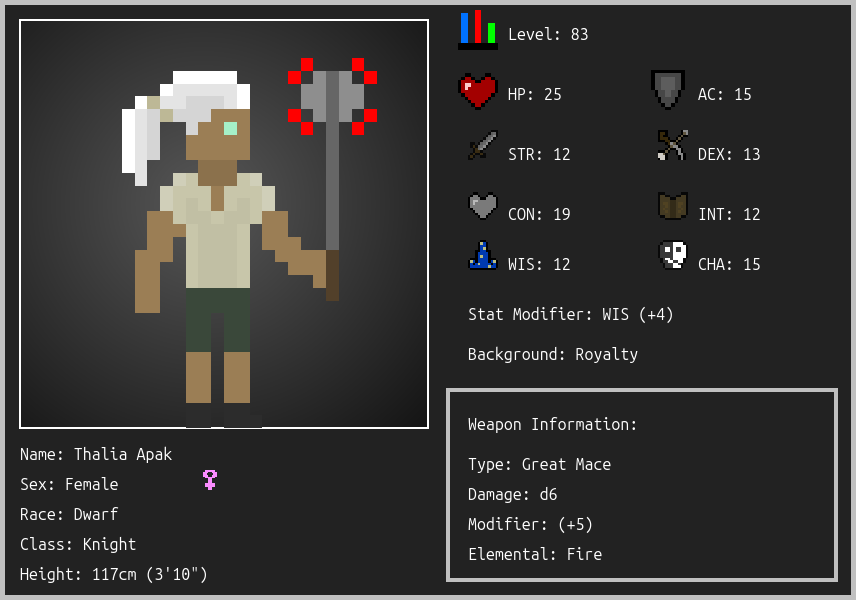 Level: 83
HP: 25
AC: 15
STR: 12
DEX: 13
CON: 19
INT: 12
WIS: 12
CHA: 15
Stat Modifier: WIS (+4)
Background: Royalty
Weapon Information:
Type: Great Mace
Damage: d6
Modifier: (+5)
Elemental: Fire
Name: Thalia Apak
Sex: Female
Race: Dwarf
Class: Knight
Height: 117cm (3'10")